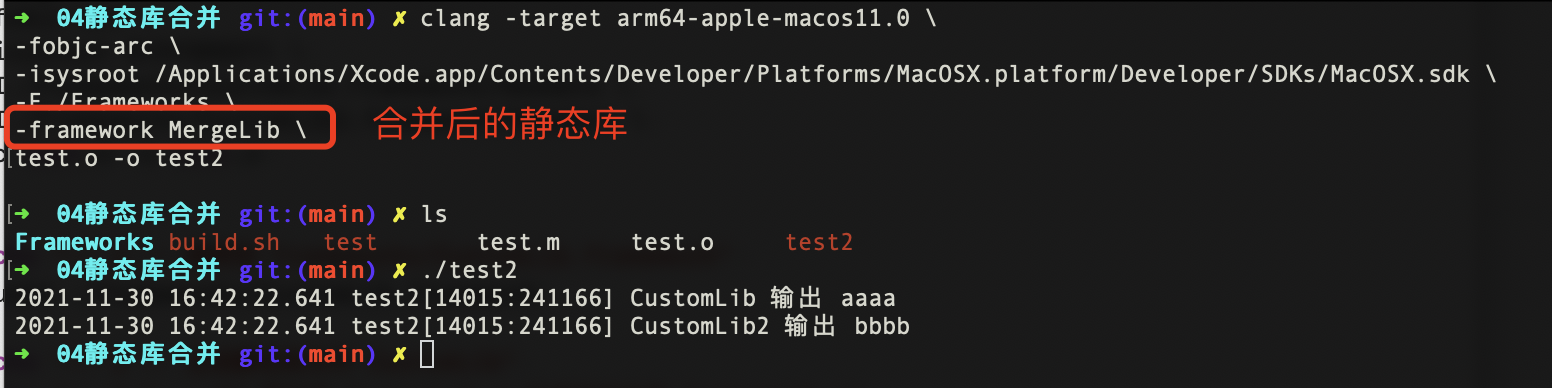 ➜  04静态库合并 git:(main) ✗ clang -target arm64-apple-macos11.0 \
-fobjc-arc \
-isysroot /Applications/Xcode.app/Contents/Developer/Platforms/MacOSX.platform/Developer/SDKs/MacOSX.sdk \
-F ./Frameworks \
-framework MergeLib \ 合并后的静态库
test.o -o test2
➜  04静态库合并 git:(main) ✗ ls
Frameworks build.sh test test.m test.o test2
➜  04静态库合并 git:(main) ✗ ./test2
2021-11-30 16:42:22.641 test2[14015:241166] CustomLib 输出 aaaa
2021-11-30 16:42:22.641 test2[14015:241166] CustomLib2 输出 bbbb
➜  04静态库合并 git:(main) ✗